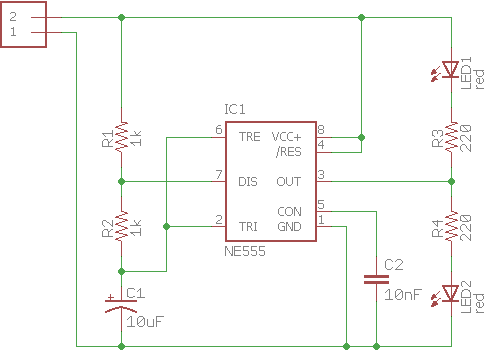 2
1
IC1
6 TRE VCC+ 8
/RES 4
7 DIS OUT 3
CON 5
2 TRI GND 1
NE555
R1 1k
R2 1k
C1
10uF
C2
10nF
LED1 red
R3 220
R4 220
LED2 red
+